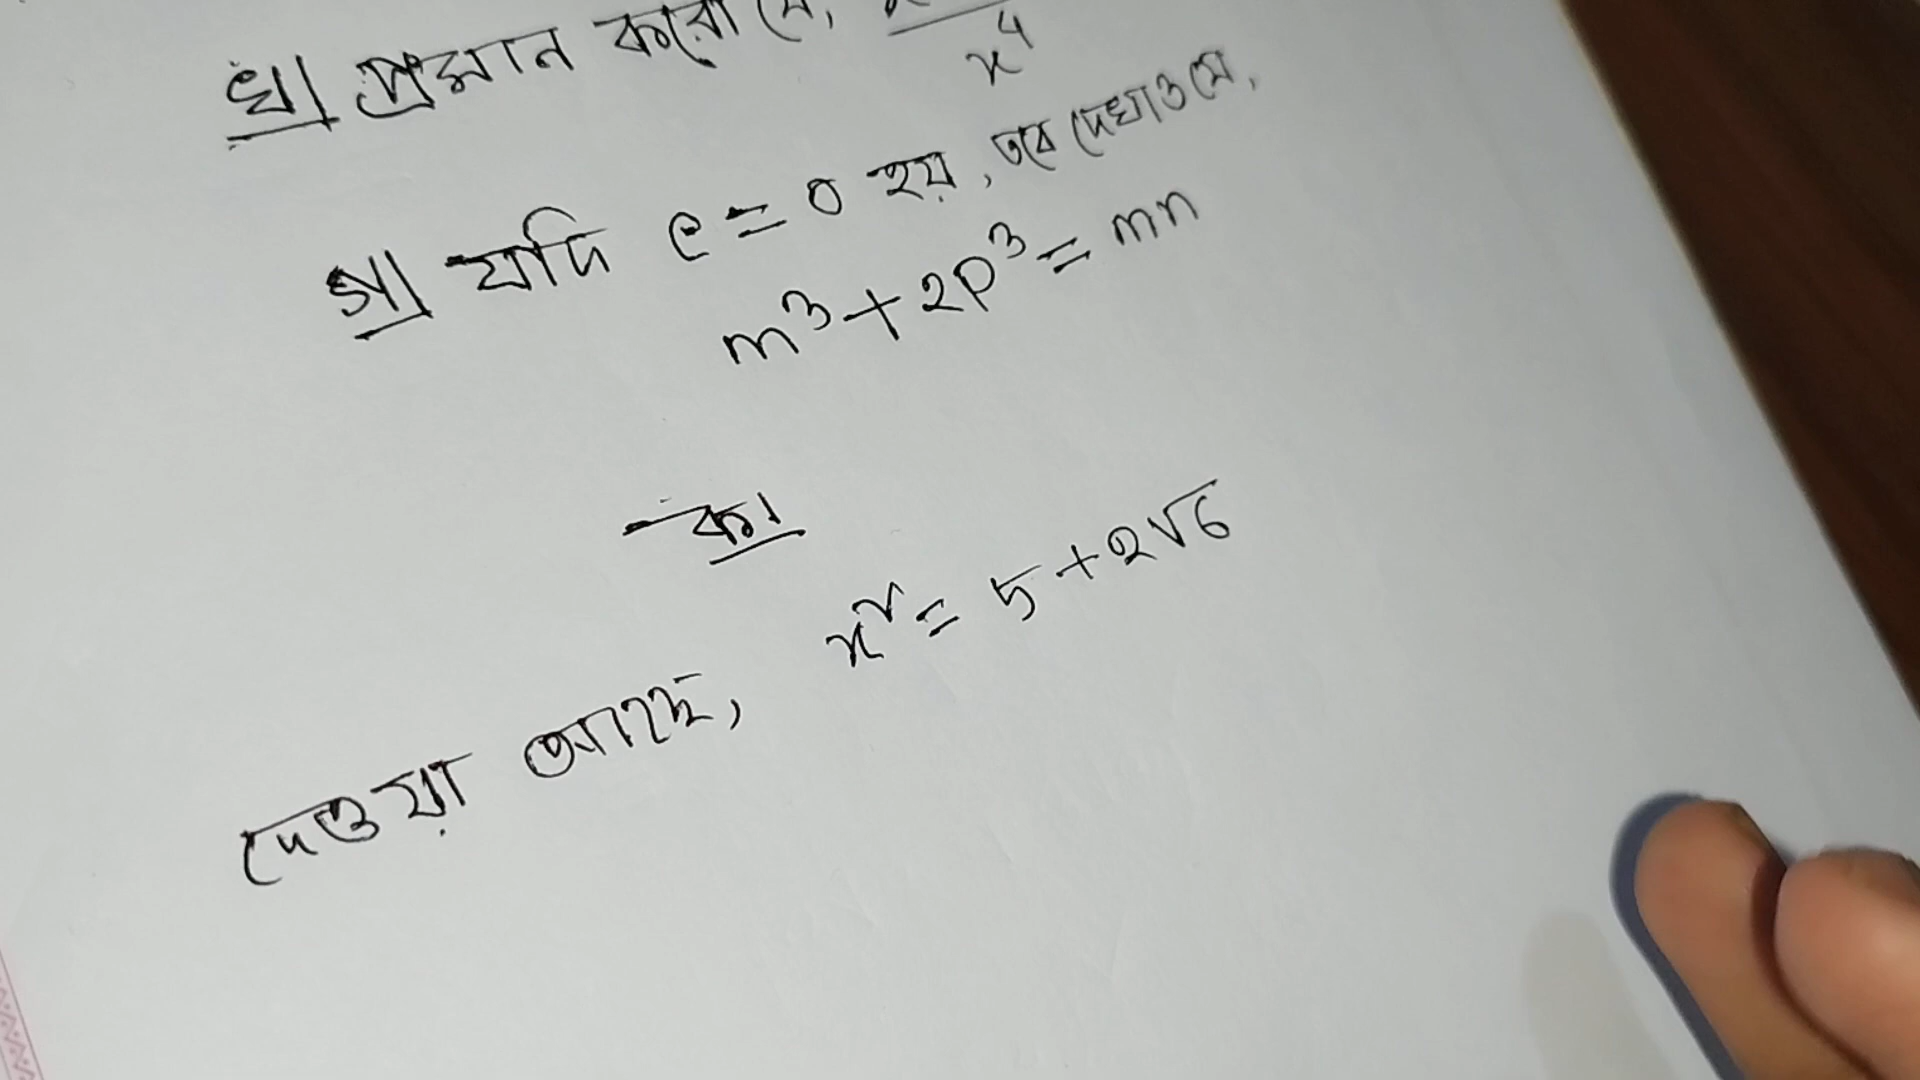 খ। প্রমান করো যে, x⁴
গ। যদি e = 0 হয়, তবে দেখাও যে,
m³ + 2p³ = mn
ক।
দেওয়া আছে, x² = 5 + 2√6